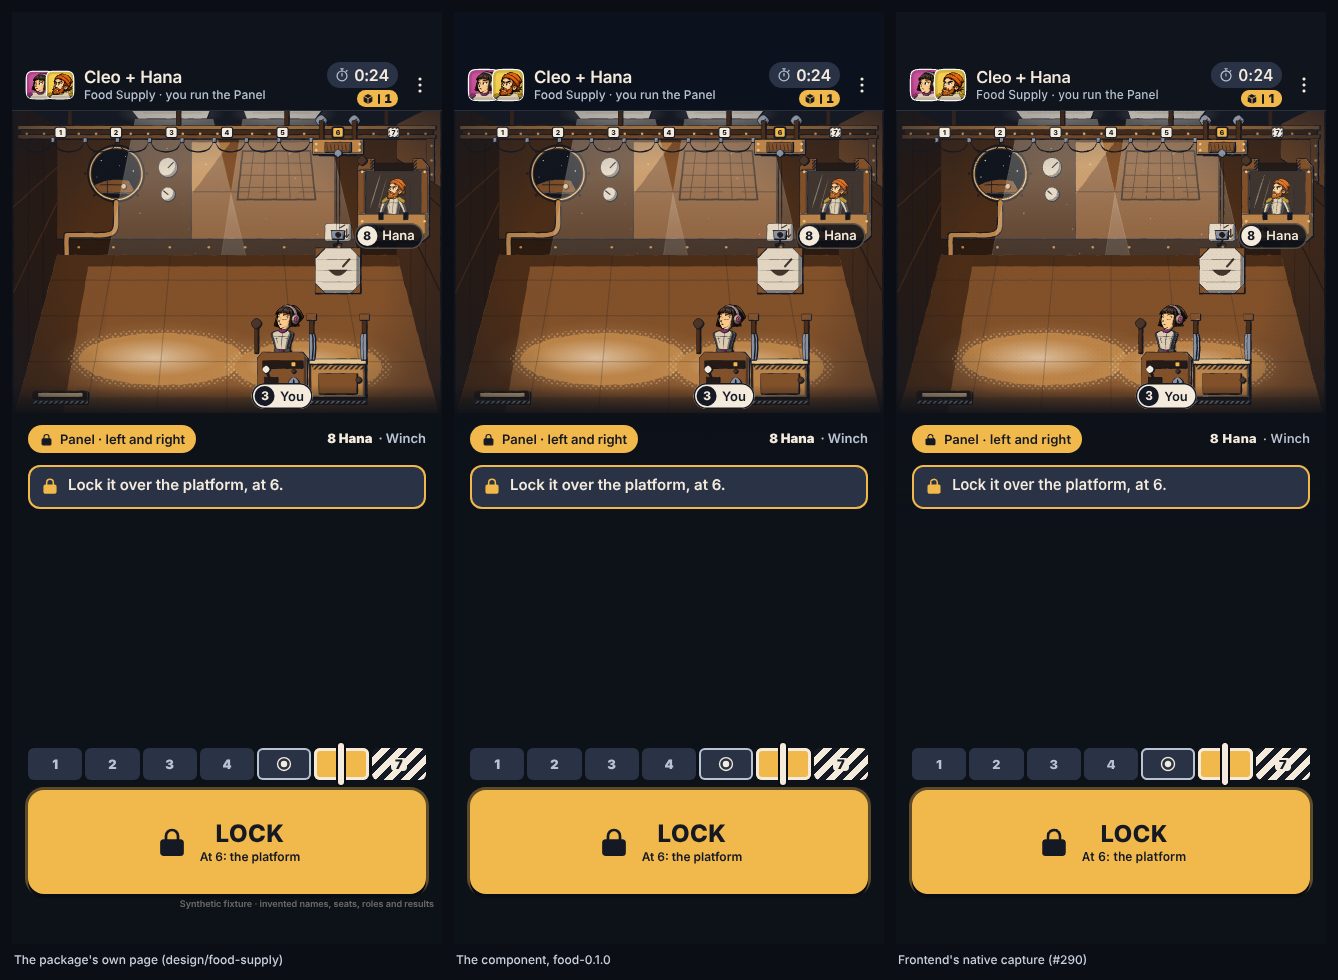 Cleo + Hana
0:24
Food Supply · you run the Panel
1
1 2 3 4 5 6 7
8 Hana
3 You
Panel · left and right
8 Hana · Winch
Lock it over the platform, at 6.
1 2 3 4 7
LOCK
At 6: the platform
Synthetic fixture · invented names, seats, roles and results
The package's own page (design/food-supply)
Cleo + Hana
0:24
Food Supply · you run the Panel
1
1 2 3 4 5 6 7
8 Hana
3 You
Panel · left and right
8 Hana · Winch
Lock it over the platform, at 6.
1 2 3 4 7
LOCK
At 6: the platform
The component, food-0.1.0
Cleo + Hana
0:24
Food Supply · you run the Panel
1
1 2 3 4 5 6 7
8 Hana
3 You
Panel · left and right
8 Hana · Winch
Lock it over the platform, at 6.
1 2 3 4 7
LOCK
At 6: the platform
Frontend's native capture (#290)